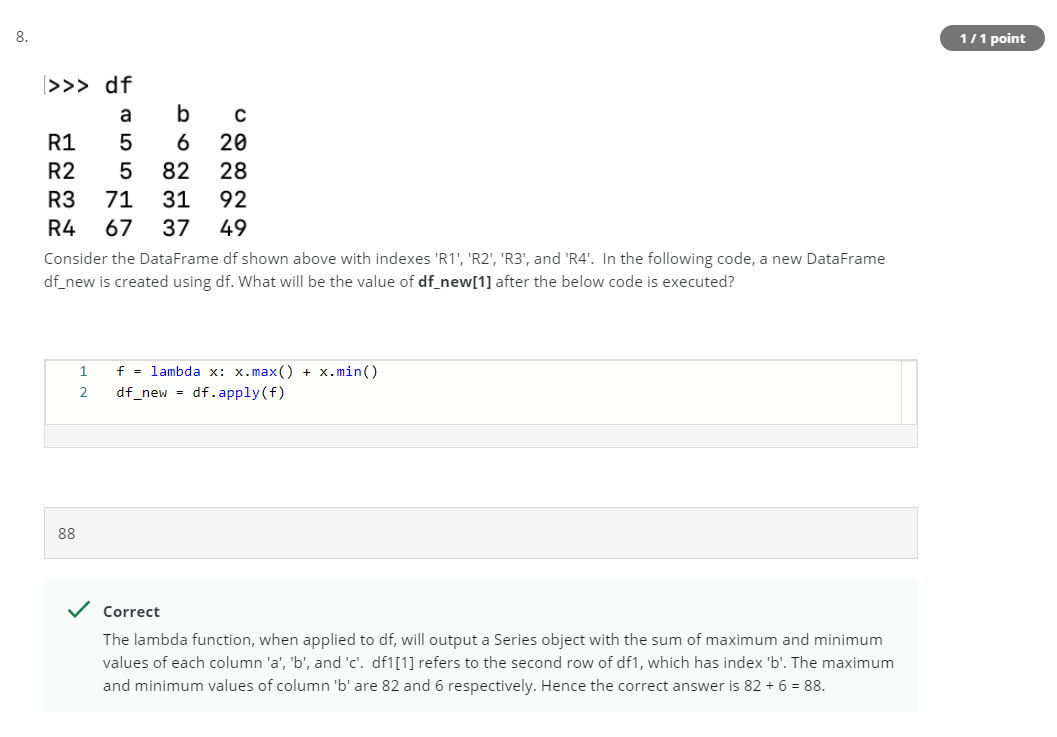 8.
1 / 1 point
>>> df
a b c
R1 5 6 20
R2 5 82 28
R3 71 31 92
R4 67 37 49
Consider the DataFrame df shown above with indexes 'R1', 'R2', 'R3', and 'R4'. In the following code, a new DataFrame
df_new is created using df. What will be the value of df_new[1] after the below code is executed?
1 f = lambda x: x.max() + x.min()
2 df_new = df.apply(f)
88
Correct
The lambda function, when applied to df, will output a Series object with the sum of maximum and minimum
values of each column 'a', 'b', and 'c'. df1[1] refers to the second row of df1, which has index 'b'. The maximum
and minimum values of column 'b' are 82 and 6 respectively. Hence the correct answer is 82 + 6 = 88.